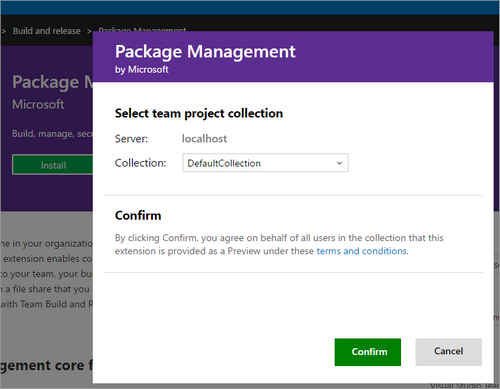 > Build and release > Package Management
Package Management
by Microsoft
Package M
Microsoft
Build, manage, secu
Install
Select team project collection
Server: localhost
Collection: DefaultCollection
Confirm
By clicking Confirm, you agree on behalf of all users in the collection that this
extension is provided as a Preview under these terms and conditions.
ne in your organizatio
extension enables co
to your team, your bu
n a file share that you
with Team Build and R
Confirm Cancel
gement core f
Visual Studio Tea